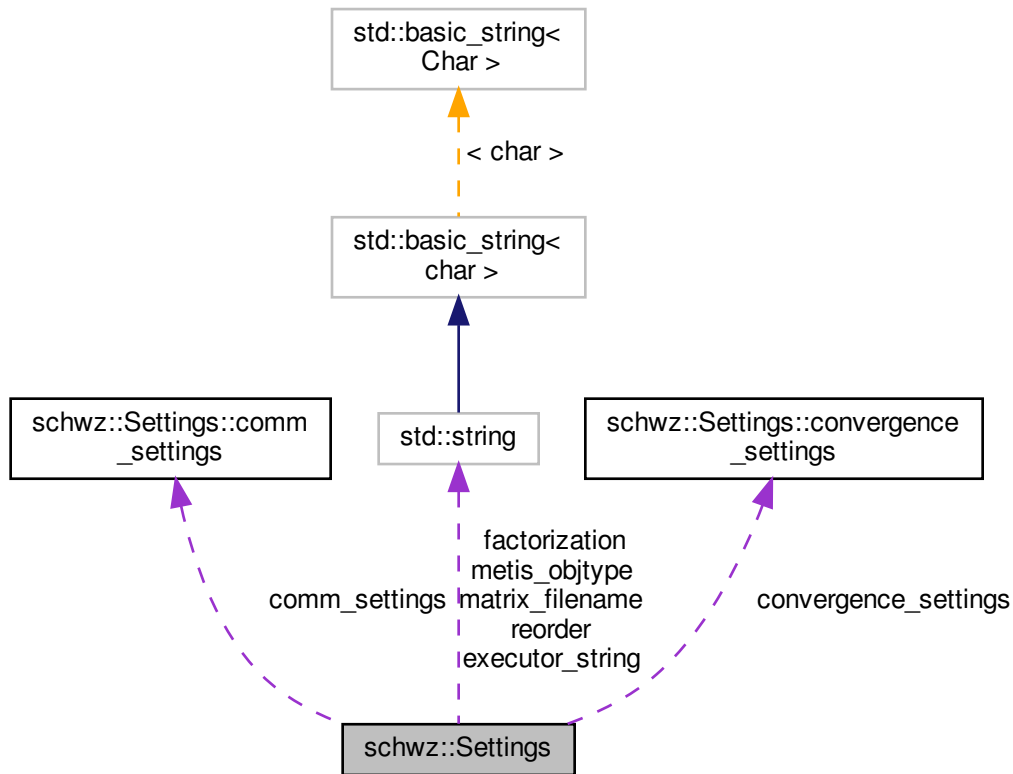 std::basic_string<
Char >
< char >
std::basic_string<
char >
schwz::Settings::comm
_settings
std::string
schwz::Settings::convergence
_settings
comm_settings
factorization
metis_objtype
matrix_filename
reorder
executor_string
convergence_settings
schwz::Settings